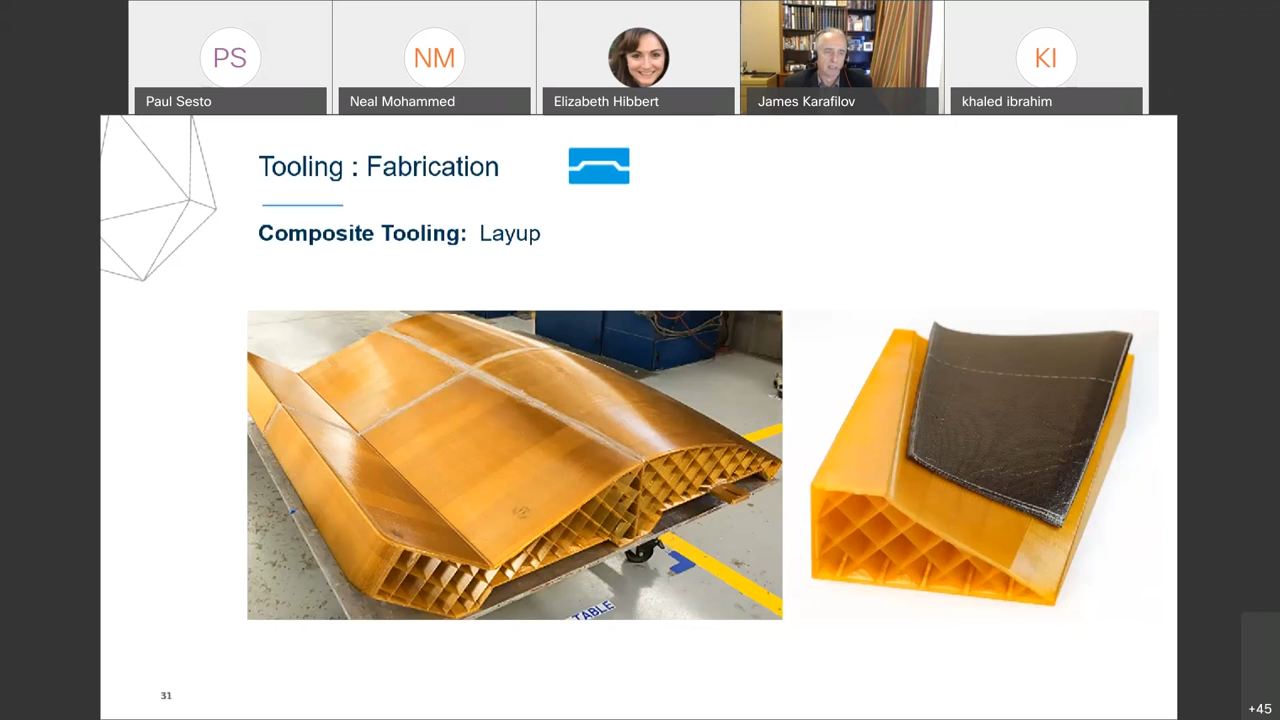 PS
NM
KI
Paul Sesto
Neal Mohammed
Elizabeth Hibbert
James Karafilov
khaled ibrahim
Tooling : Fabrication
Composite Tooling: Layup
TABLE
31
+45